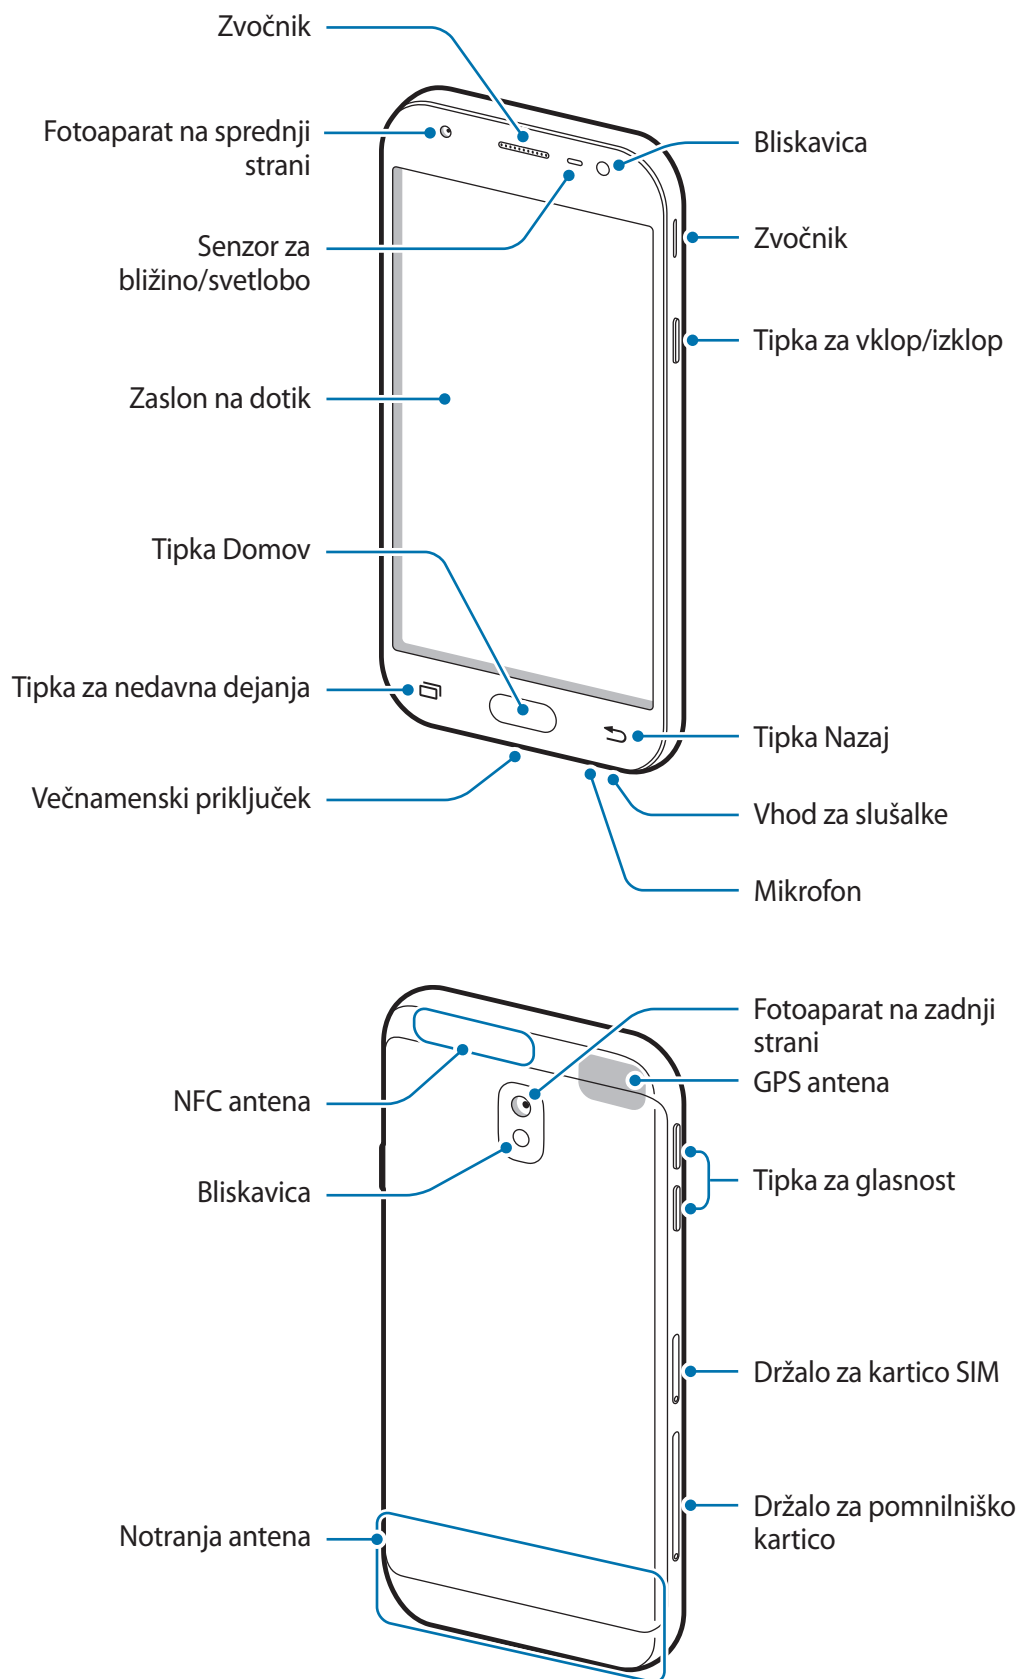 Zvočnik
Fotoaparat na sprednji
strani
Senzor za
bližino/svetlobo
Zaslon na dotik
Tipka Domov
Tipka za nedavna dejanja
Večnamenski priključek
Bliskavica
Zvočnik
Tipka za vklop/izklop
Tipka Nazaj
Vhod za slušalke
Mikrofon
NFC antena
Bliskavica
Notranja antena
Fotoaparat na zadnji
strani
GPS antena
Tipka za glasnost
Držalo za kartico SIM
Držalo za pomnilniško
kartico